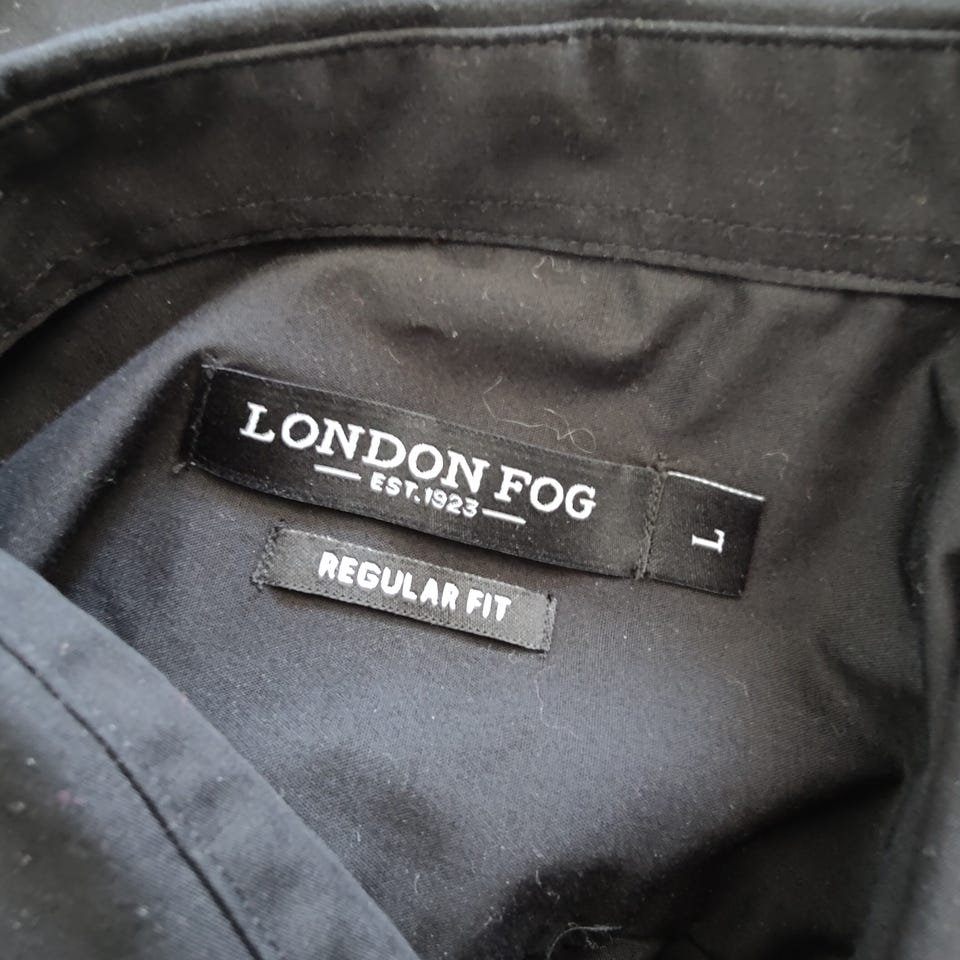 LONDON FOG
EST. 1923
L
REGULAR FIT